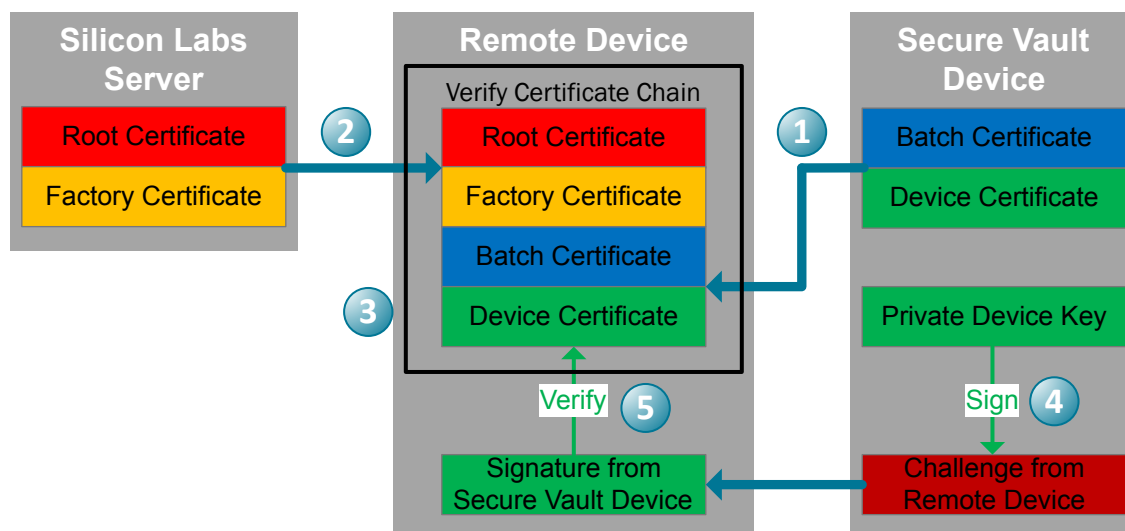 Silicon Labs
Server
Root Certificate
Factory Certificate
2
Remote Device
Verify Certificate Chain
Root Certificate
Factory Certificate
Batch Certificate
Device Certificate
3
Verify
5
Signature from
Secure Vault Device
1
Secure Vault
Device
Batch Certificate
Device Certificate
Private Device Key
Sign
4
Challenge from
Remote Device